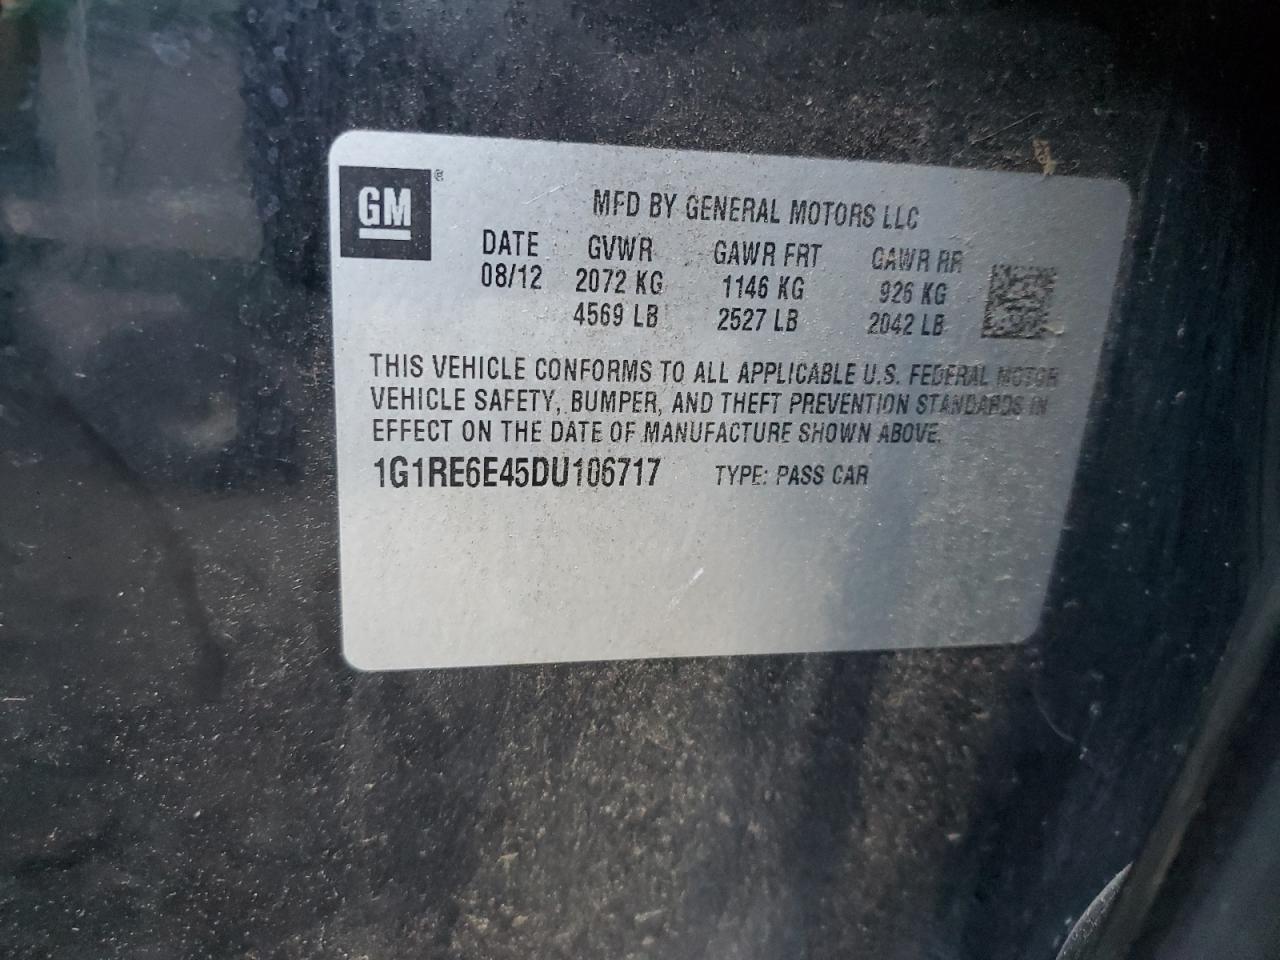 GM ®
MFD BY GENERAL MOTORS LLC
DATE GVWR GAWR FRT GAWR RR
08/12 2072 KG 1146 KG 926 KG
4569 LB 2527 LB 2042 LB
THIS VEHICLE CONFORMS TO ALL APPLICABLE U.S. FEDERAL MOTOR
VEHICLE SAFETY, BUMPER, AND THEFT PREVENTION STANDARDS IN
EFFECT ON THE DATE OF MANUFACTURE SHOWN ABOVE.
1G1RE6E45DU106717 TYPE: PASS CAR